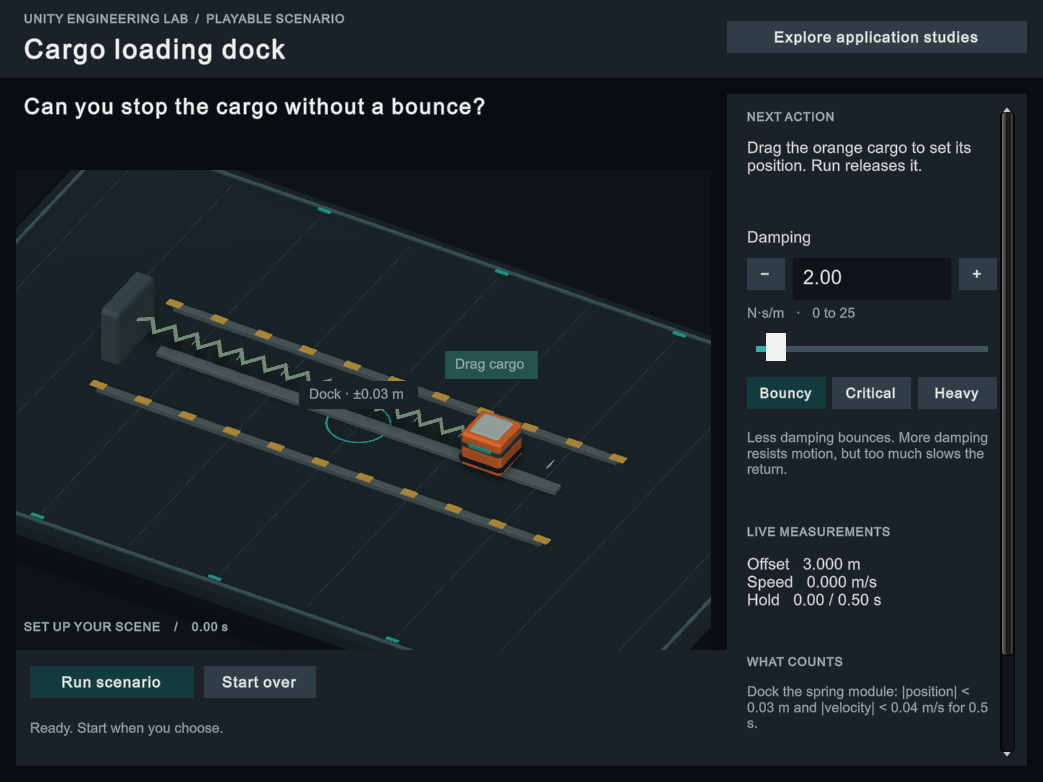 UNITY ENGINEERING LAB / PLAYABLE SCENARIO
Cargo loading dock
Explore application studies
Can you stop the cargo without a bounce?
Drag cargo
Dock · ±0.03 m
SET UP YOUR SCENE / 0.00 s
Run scenario
Start over
Ready. Start when you choose.
NEXT ACTION
Drag the orange cargo to set its
position. Run releases it.
Damping
− 2.00 +
N·s/m · 0 to 25
Bouncy Critical Heavy
Less damping bounces. More damping
resists motion, but too much slows the
return.
LIVE MEASUREMENTS
Offset 3.000 m
Speed 0.000 m/s
Hold 0.00 / 0.50 s
WHAT COUNTS
Dock the spring module: |position| <
0.03 m and |velocity| < 0.04 m/s for 0.5
s.